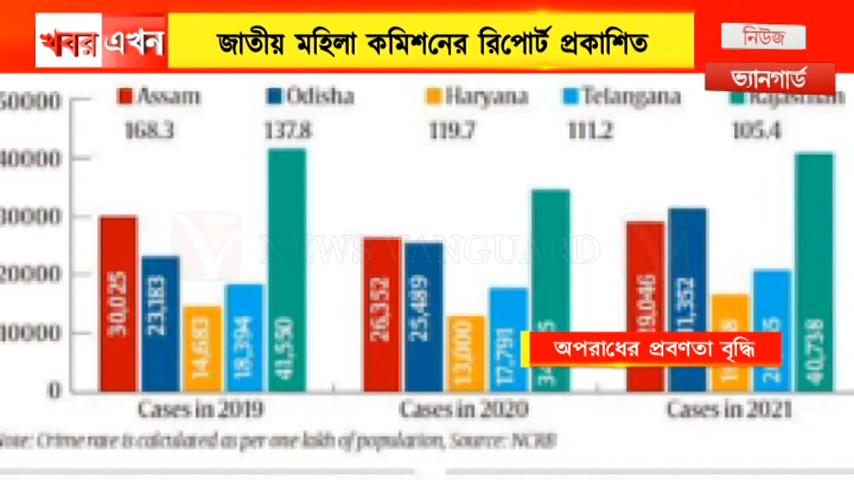 খবর এখন
জাতীয় মহিলা কমিশনের রিপোর্ট প্রকাশিত
নিউজ
ভ্যানগার্ড
50000
40000
30000
20000
10000
0
Assam Odisha Haryana Telangana Rajasthan
168.3 137.8 119.7 111.2 105.4
30,025 23,183 14,683 18,394 41,550
26,352 25,489 13,000 17,791
40,738
NEWS VANGUARD
অপরাধের প্রবণতা বৃদ্ধি
Cases in 2019 Cases in 2020 Cases in 2021
Note: Crime rate is calculated as per one lakh of population, Source: NCRB